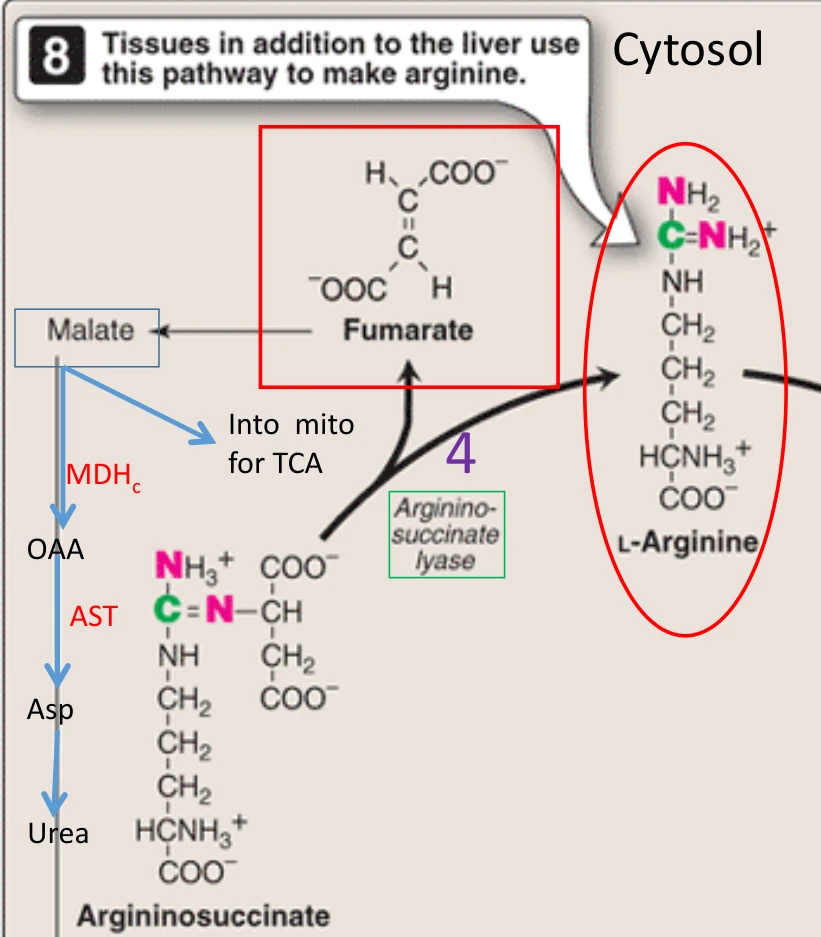 8 Tissues in addition to the liver use
this pathway to make arginine.
Cytosol
H COO⁻
C
=
C
⁻OOC H
Fumarate
Malate
NH₂
C=NH₂⁺
NH
CH₂
CH₂
CH₂
HCNH₃⁺
COO⁻
L-Arginine
Into mito
for TCA
MDHc
4
Arginino-
succinate
lyase
OAA
AST
Asp
Urea
NH₃⁺ COO⁻
C=N–CH
NH CH₂
CH₂ COO⁻
CH₂
CH₂
HCNH₃⁺
COO⁻
Argininosuccinate